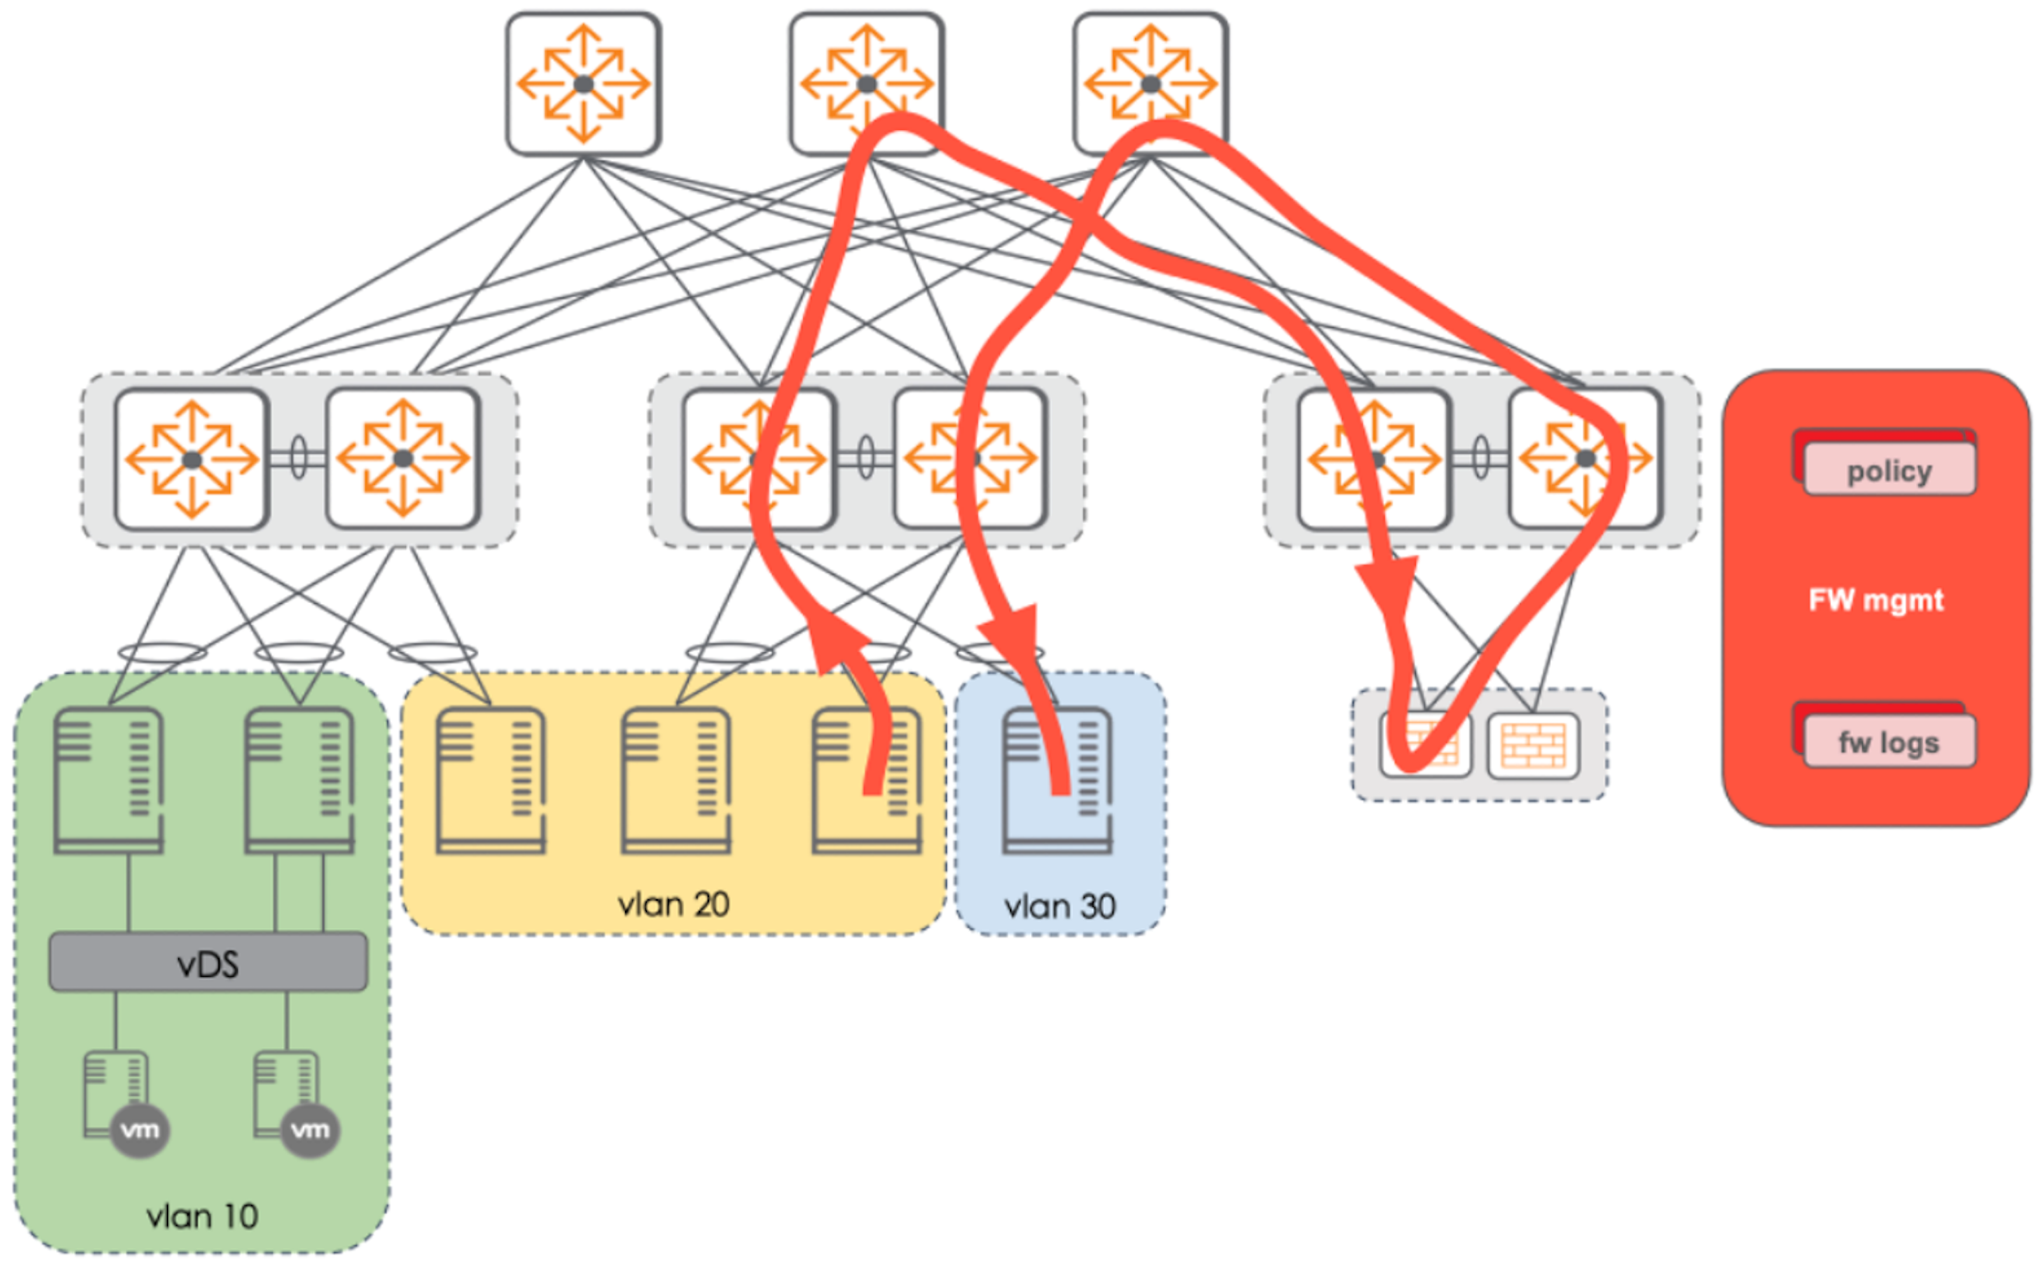 policy
FW mgmt
fw logs
vlan 20
vlan 30
vDS
vm
vm
vlan 10